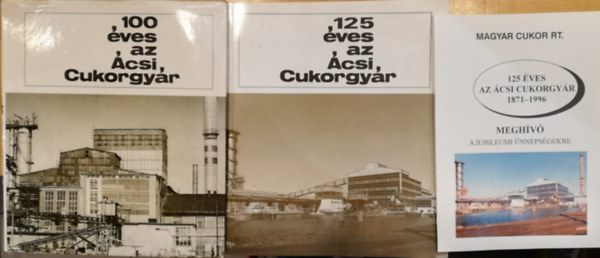 100
éves
az
Ácsi
Cukorgyár
125
éves
az
Ácsi
Cukorgyár
MAGYAR CUKOR RT.
125 ÉVES
AZ ÁCSI CUKORGYÁR
1871-1996
MEGHÍVÓ
A JUBILEUMI ÜNNEPSÉGEKRE